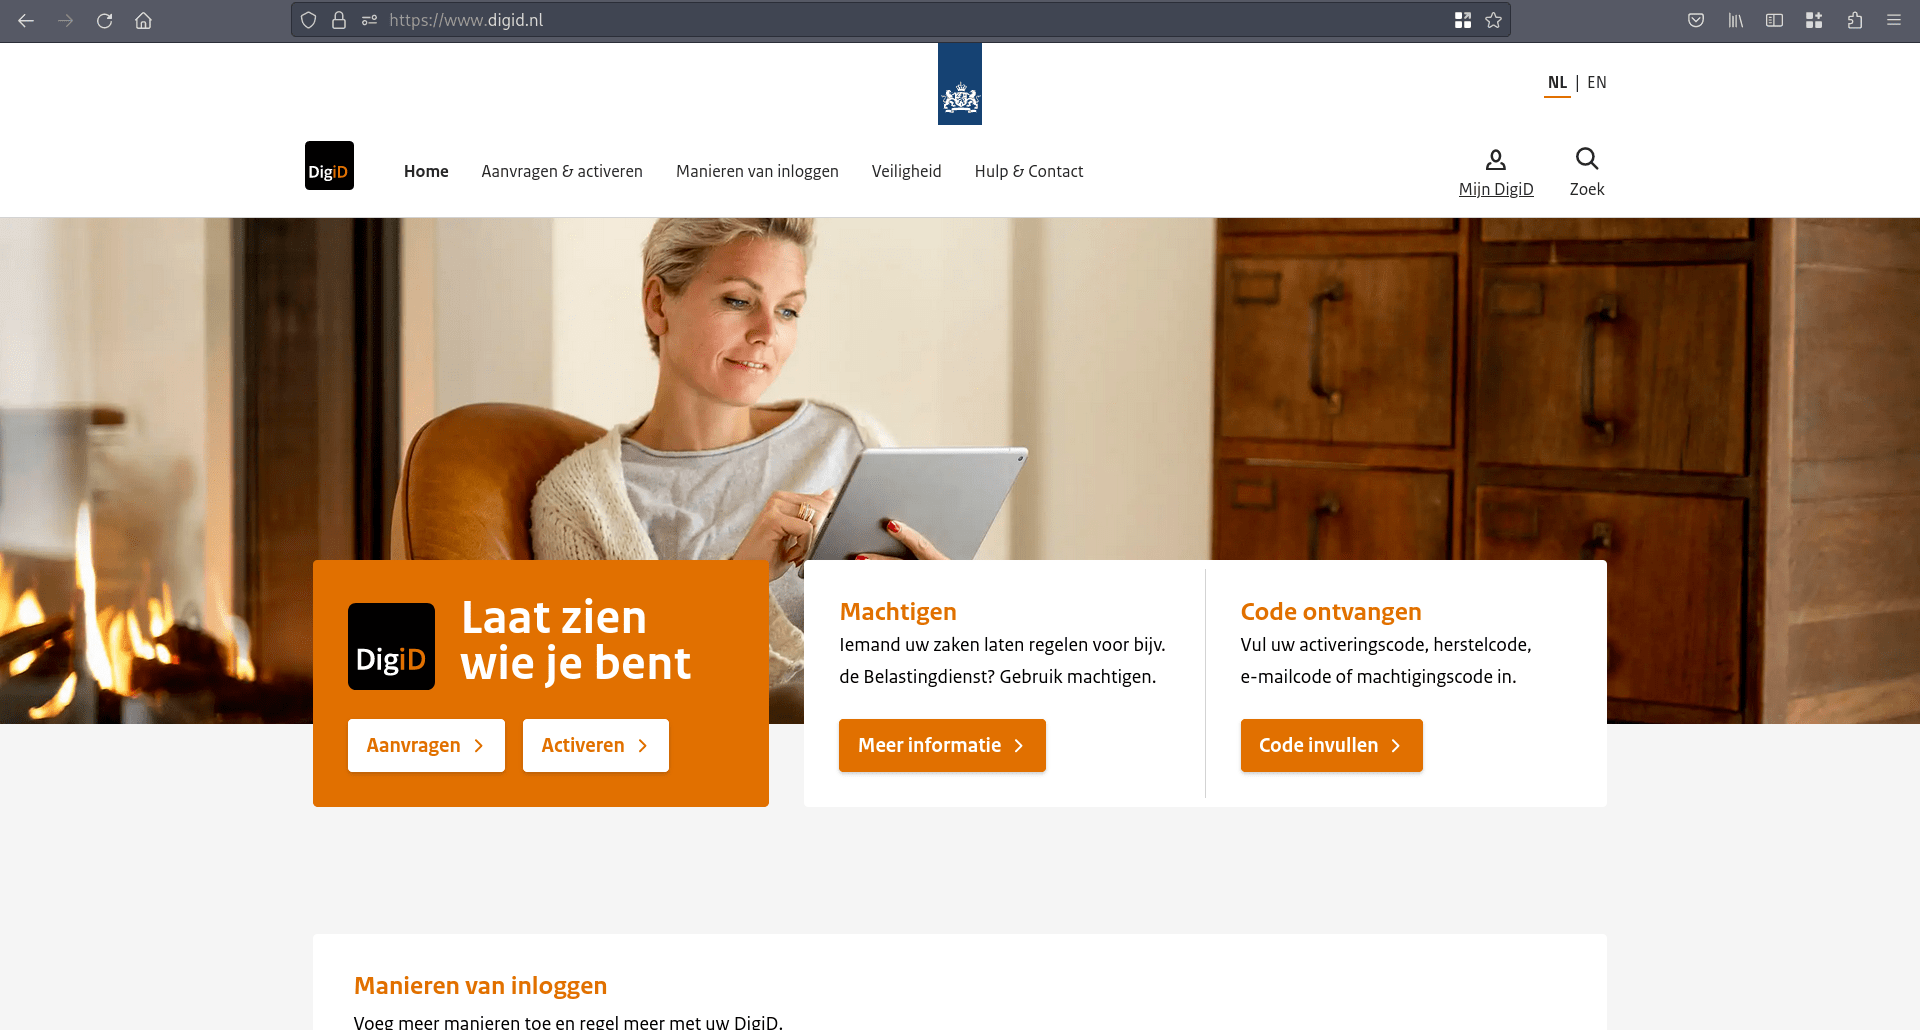 https://www.digid.nl
NL | EN
DigiD
Home
Aanvragen & activeren
Manieren van inloggen
Veiligheid
Hulp & Contact
Mijn DigiD
Zoek
DigiD
Laat zien
wie je bent
Aanvragen
Activeren
Machtigen
Iemand uw zaken laten regelen voor bijv.
de Belastingdienst? Gebruik machtigen.
Meer informatie
Code ontvangen
Vul uw activeringscode, herstelcode,
e-mailcode of machtigingscode in.
Code invullen
Manieren van inloggen
Voeg meer manieren toe en regel meer met uw DigiD.